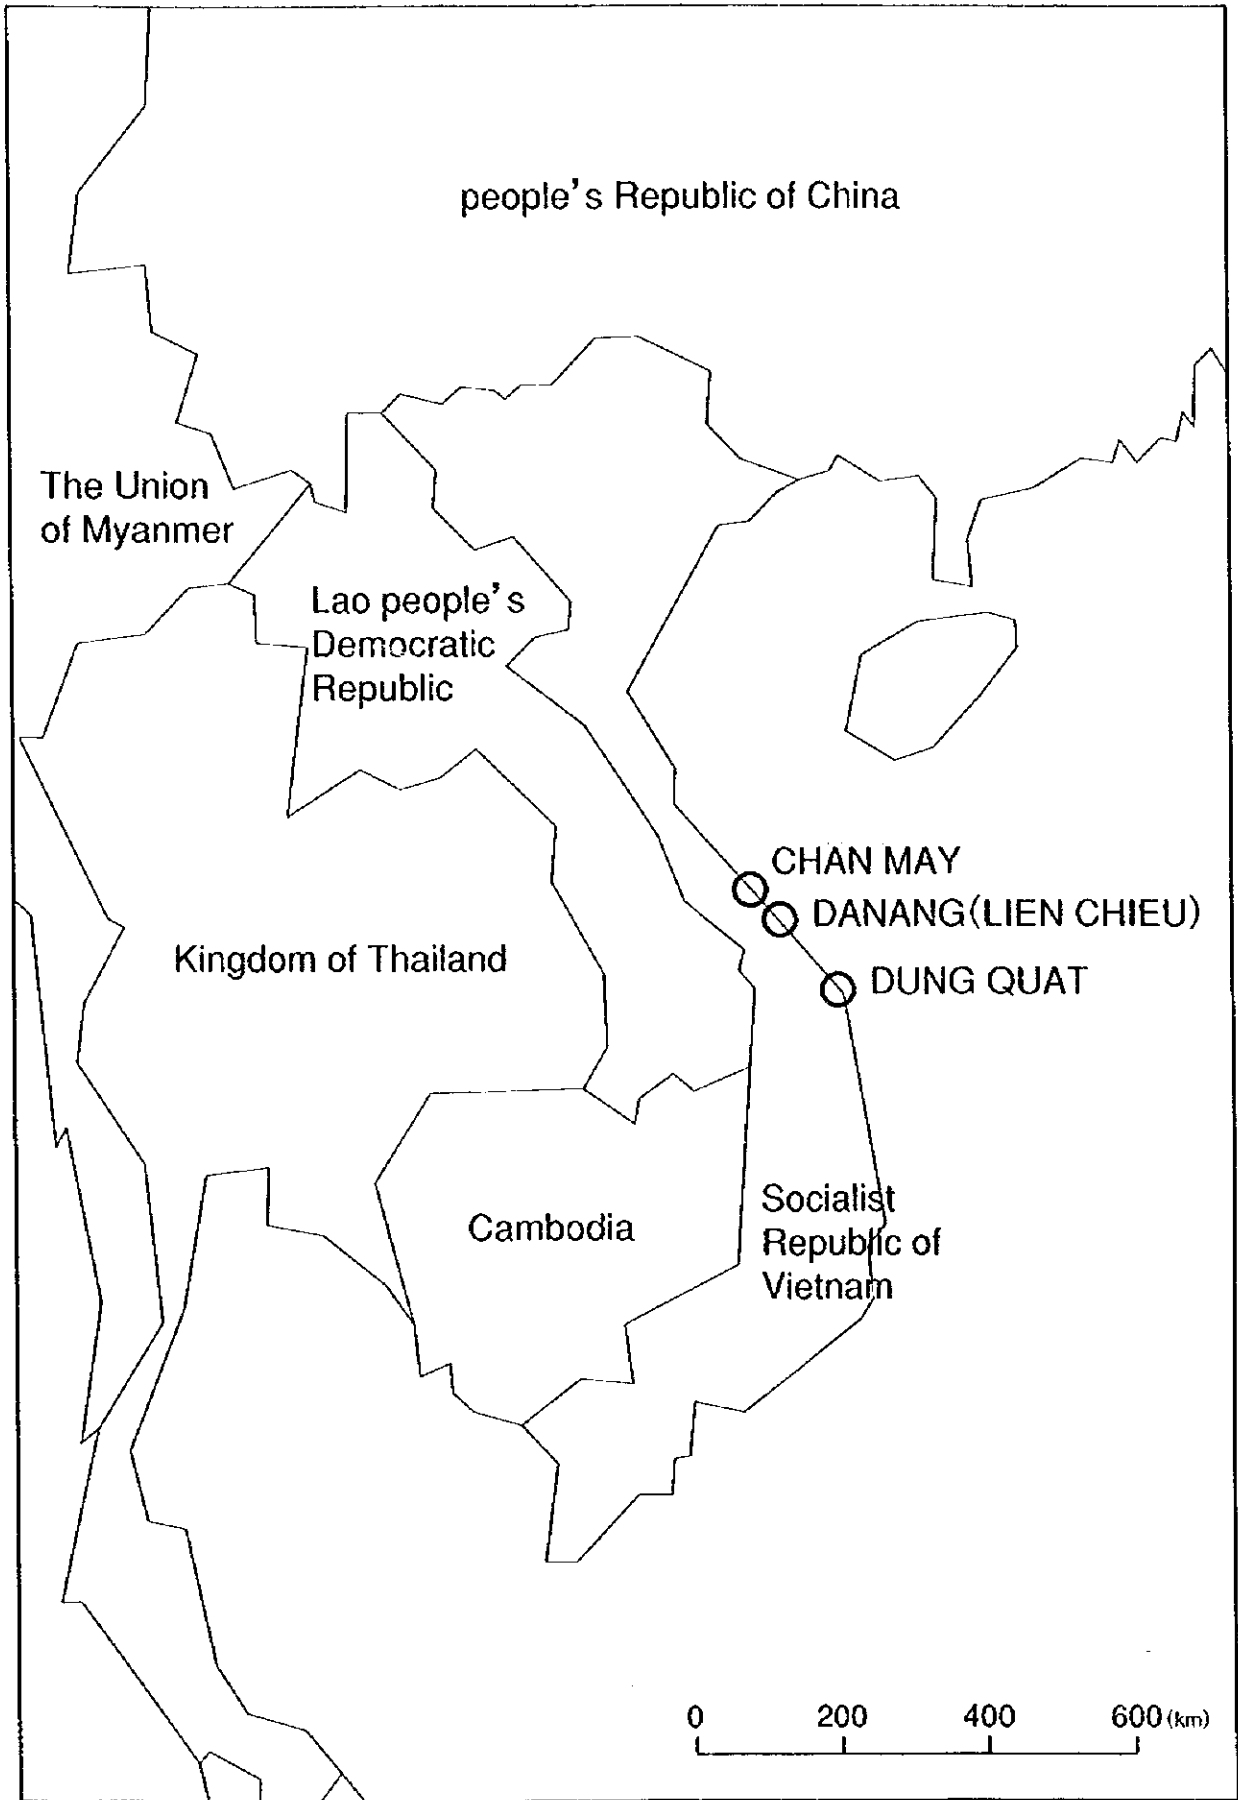 people's Republic of China
The Union
of Myanmer
Lao people's
Democratic
Republic
CHAN MAY
DANANG(LIEN CHIEU)
DUNG QUAT
Kingdom of Thailand
Cambodia
Socialist
Republic of
Vietnam
0 200 400 600 (km)